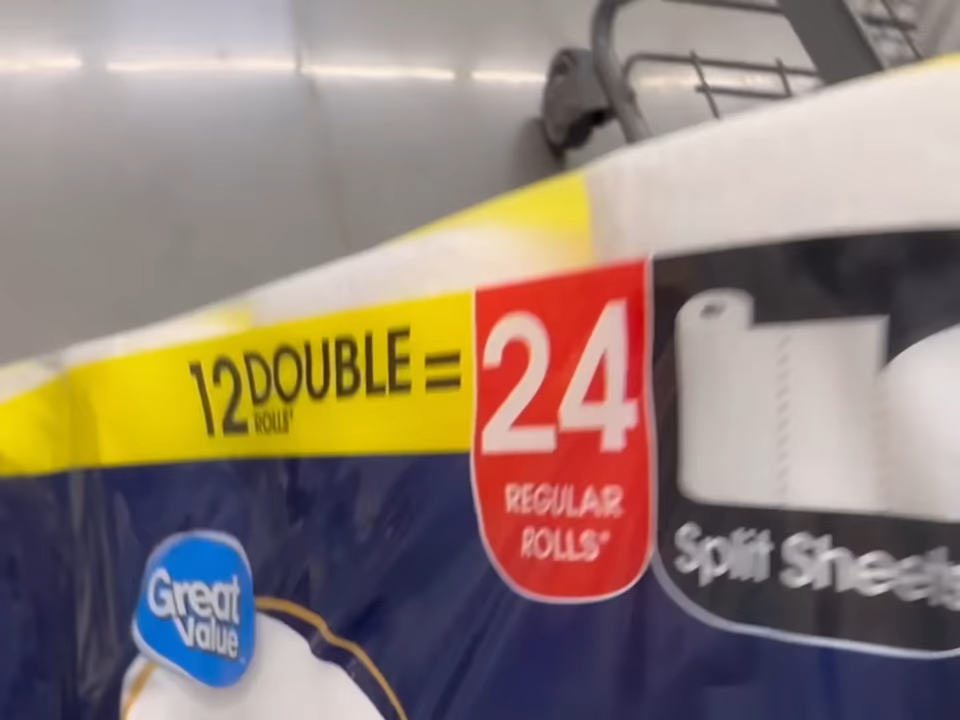 12 DOUBLE ROLLS* =
24
REGULAR
ROLLS*
Split Sheets
Great
Value